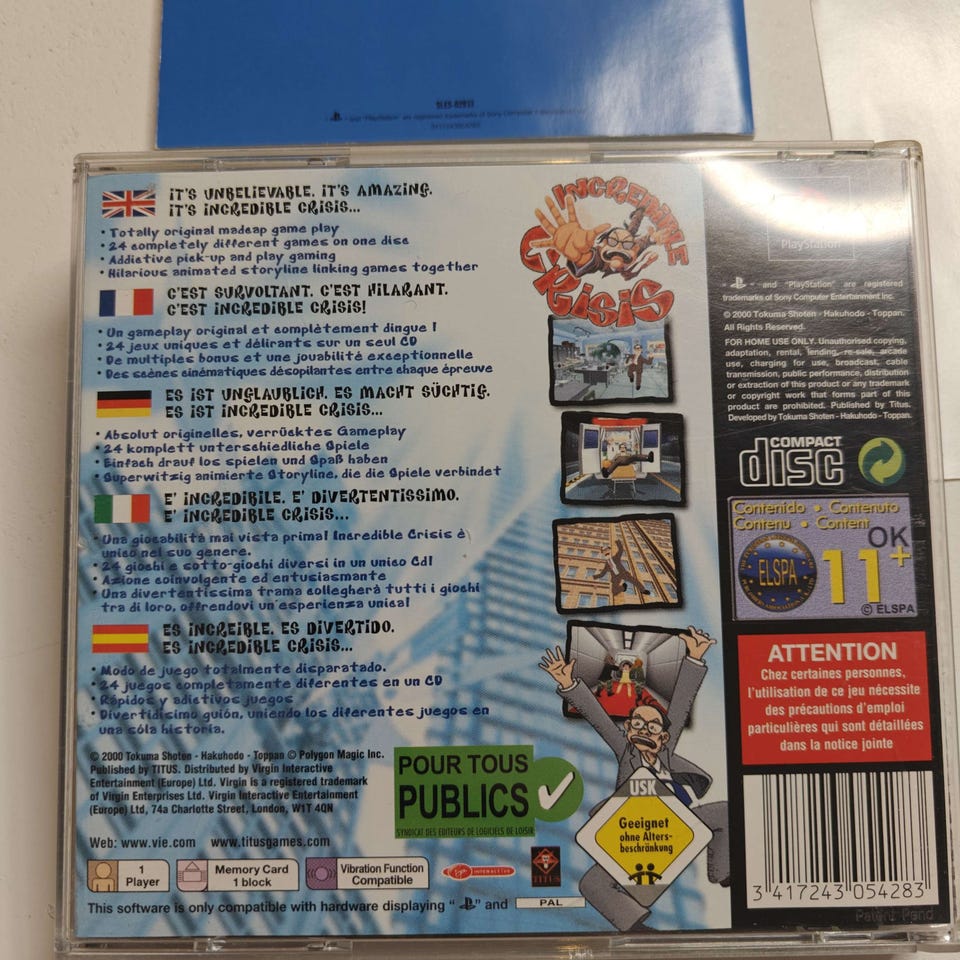 SLES-02933
IT'S UNBELIEVABLE. IT'S AMAZING.
IT'S INCREDIBLE CRISIS...
• Totally original madcap game play
• 24 completely different games on one disc
• Addictive pick-up and play gaming
• Hilarious animated storyline linking games together
C'EST SURVOLTANT. C'EST HILARANT.
C'EST INCREDIBLE CRISIS!
• Un gameplay original et complètement dingue !
• 24 jeux uniques et délirants sur un seul CD
• De multiples bonus et une jouabilité exceptionnelle
• Des scènes cinématiques désopilantes entre chaque épreuve
ES IST UNGLAUBLICH. ES MACHT SÜCHTIG.
ES IST INCREDIBLE CRISIS...
• Absolut originelles, verrücktes Gameplay
• 24 komplett unterschiedliche Spiele
• Einfach drauf los spielen und Spaß haben
• Superwitzig animierte Storyline, die die Spiele verbindet
E' INCREDIBILE. E' DIVERTENTISSIMO.
E' INCREDIBLE CRISIS...
• Una giocabilità mai vista prima! Incredible Crisis è
unico nel suo genere.
• 24 giochi e sotto-giochi diversi in un unico Cd!
• Azione coinvolgente ed entusiasmante
• Una divertentissima trama collegherà tutti i giochi
tra di loro, offrendovi un'esperienza unica!
ES INCREIBLE. ES DIVERTIDO.
ES INCREDIBLE CRISIS...
• Modo de juego totalmente disparatado.
• 24 juegos completamente diferentes en un CD
• Rápidos y adictivos juegos
• Divertidísimo guión, uniendo los diferentes juegos en
una sóla historia.
© 2000 Tokuma Shoten - Hakuhodo - Toppan © Polygon Magic Inc.
Published by TITUS. Distributed by Virgin Interactive
Entertainment (Europe) Ltd. Virgin is a registered trademark
of Virgin Enterprises Ltd. Virgin Interactive Entertainment
(Europe) Ltd, 74a Charlotte Street, London, W1T 4QN
Web: www.vie.com www.titusgames.com
1
Player
Memory Card
1 block
Vibration Function
Compatible
Virgin INTERACTIVE
TITUS
This software is only compatible with hardware displaying " " and PAL
POUR TOUS
PUBLICS
SYNDICAT DES EDITEURS DE LOGICIELS DE LOISIR
USK
Geeignet
ohne Alters-
beschränkung
INCREDIBLE
CRISIS
PlayStation
" " and "PlayStation" are registered
trademarks of Sony Computer Entertainment Inc.
© 2000 Tokuma Shoten - Hakuhodo - Toppan.
All Rights Reserved.
FOR HOME USE ONLY. Unauthorised copying,
adaptation, rental, lending, re-sale, arcade
use, charging for use, broadcast, cable
transmission, public performance, distribution
or extraction of this product or any trademark
or copyright work that forms part of this
product are prohibited. Published by Titus.
Developed by Tokuma Shoten - Hakuhodo - Toppan.
COMPACT
disc
Contenido • Contenuto
Contenu • Content
OK
ELSPA
11+
© ELSPA
ATTENTION
Chez certaines personnes,
l'utilisation de ce jeu nécessite
des précautions d'emploi
particulières qui sont détaillées
dans la notice jointe
3 417243 054283
Patent Pend